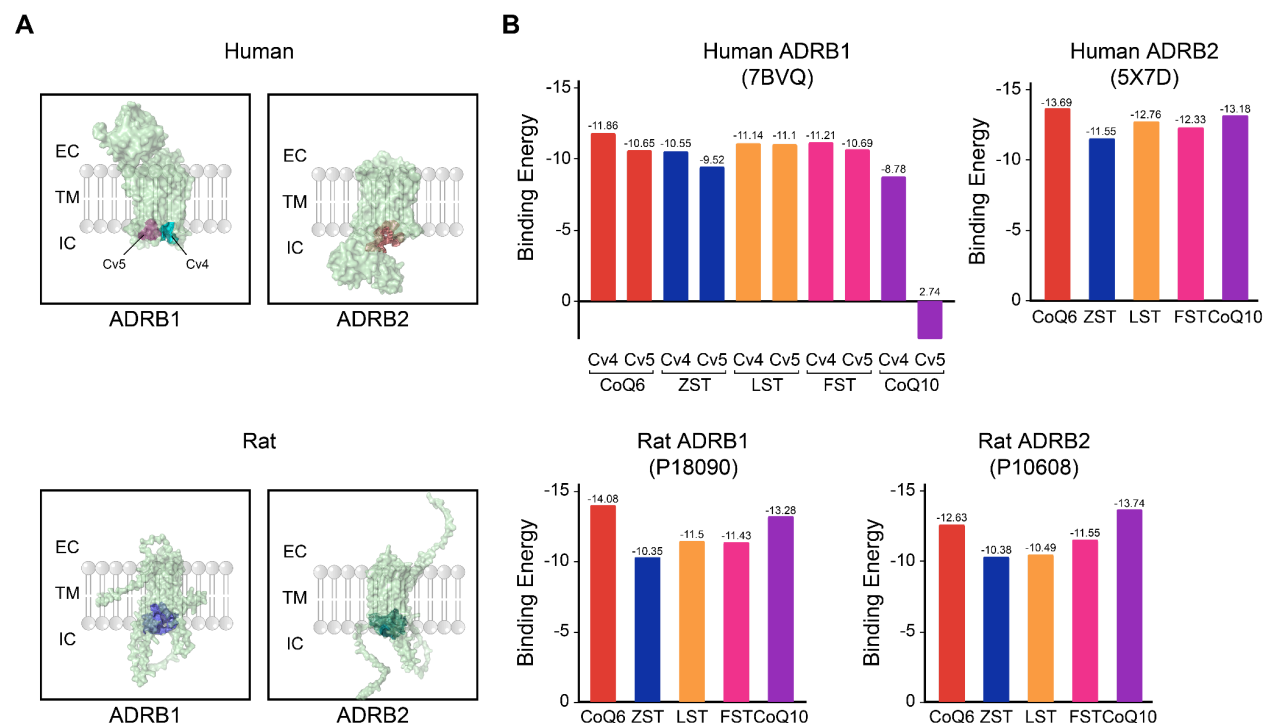 A
Human
EC
TM
IC
Cv5
Cv4
ADRB1
EC
TM
IC
ADRB2
Rat
EC
TM
IC
ADRB1
EC
TM
IC
ADRB2
B
Human ADRB1
(7BVQ)
Binding Energy
-15
-10
-5
0
-11.86
-10.65
-10.55
-9.52
-11.14
-11.1
-11.21
-10.69
-8.78
2.74
Cv4 Cv5 Cv4 Cv5 Cv4 Cv5 Cv4 Cv5 Cv4 Cv5
CoQ6 ZST LST FST CoQ10
Human ADRB2
(5X7D)
Binding Energy
-15
-10
-5
0
-13.69
-11.55
-12.76
-12.33
-13.18
CoQ6 ZST LST FST CoQ10
Rat ADRB1
(P18090)
Binding Energy
-15
-10
-5
0
-14.08
-10.35
-11.5
-11.43
-13.28
CoQ6 ZST LST FST CoQ10
Rat ADRB2
(P10608)
Binding Energy
-15
-10
-5
0
-12.63
-10.38
-10.49
-11.55
-13.74
CoQ6 ZST LST FST CoQ10